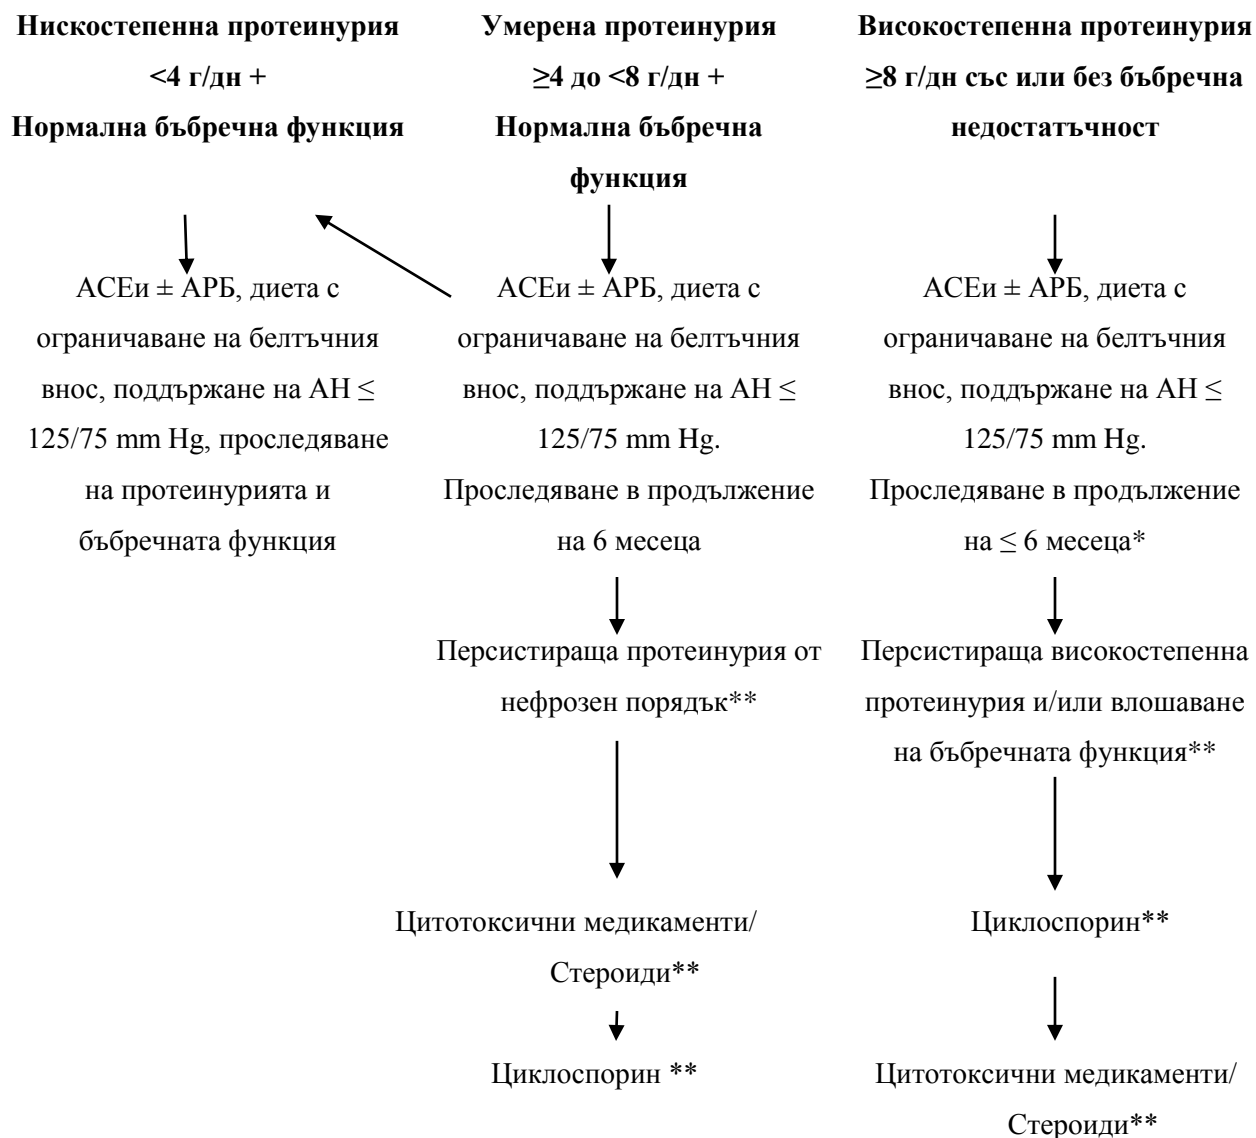 Нискостепенна протеинурия
<4 г/дн +
Нормална бъбречна функция
Умерена протеинурия
≥4 до <8 г/дн +
Нормална бъбречна
функция
Високостепенна протеинурия
≥8 г/дн със или без бъбречна
недостатъчност
АСЕи ± АРБ, диета с
ограничаване на белтъчния
внос, поддържане на АН ≤
125/75 mm Hg, проследяване
на протеинурията и
бъбречната функция
АСЕи ± АРБ, диета с
ограничаване на белтъчния
внос, поддържане на АН ≤
125/75 mm Hg.
Проследяване в продължение
на 6 месеца
АСЕи ± АРБ, диета с
ограничаване на белтъчния
внос, поддържане на АН ≤
125/75 mm Hg.
Проследяване в продължение
на ≤ 6 месеца*
Персистираща протеинурия от
нефрозен порядък**
Персистираща високостепенна
протеинурия и/или влошаване
на бъбречната функция**
Цитотоксични медикаменти/
Стероиди**
Циклоспорин**
Циклоспорин **
Цитотоксични медикаменти/
Стероиди**